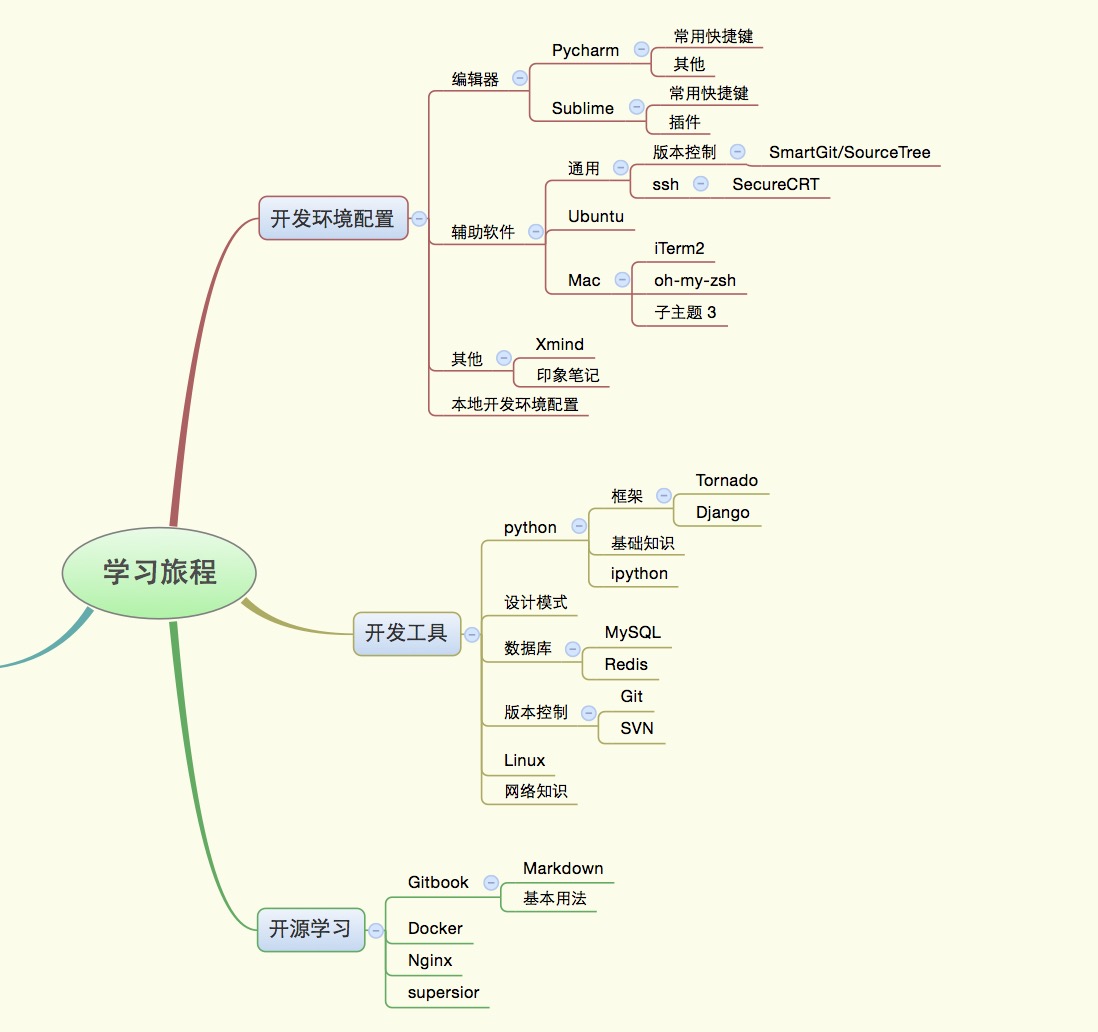 学习旅程
开发环境配置
编辑器
Pycharm
常用快捷键
其他
Sublime
常用快捷键
插件
辅助软件
通用
版本控制
SmartGit/SourceTree
ssh
SecureCRT
Ubuntu
Mac
iTerm2
oh-my-zsh
子主题 3
其他
Xmind
印象笔记
本地开发环境配置
开发工具
python
框架
Tornado
Django
基础知识
ipython
设计模式
数据库
MySQL
Redis
版本控制
Git
SVN
Linux
网络知识
开源学习
Gitbook
Markdown
基本用法
Docker
Nginx
supersior